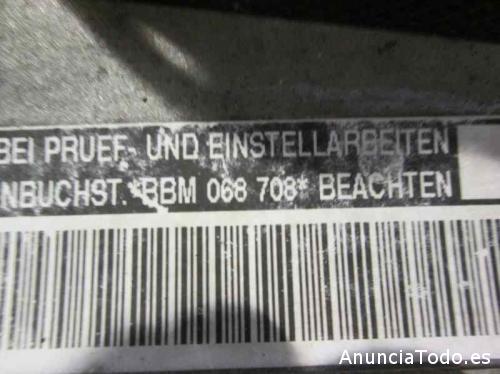 BEI PRUEF- UND EINSTELLARBEITEN
NBUCHST. *BBM 068 708* BEACHTEN
AnunciaTodo.es